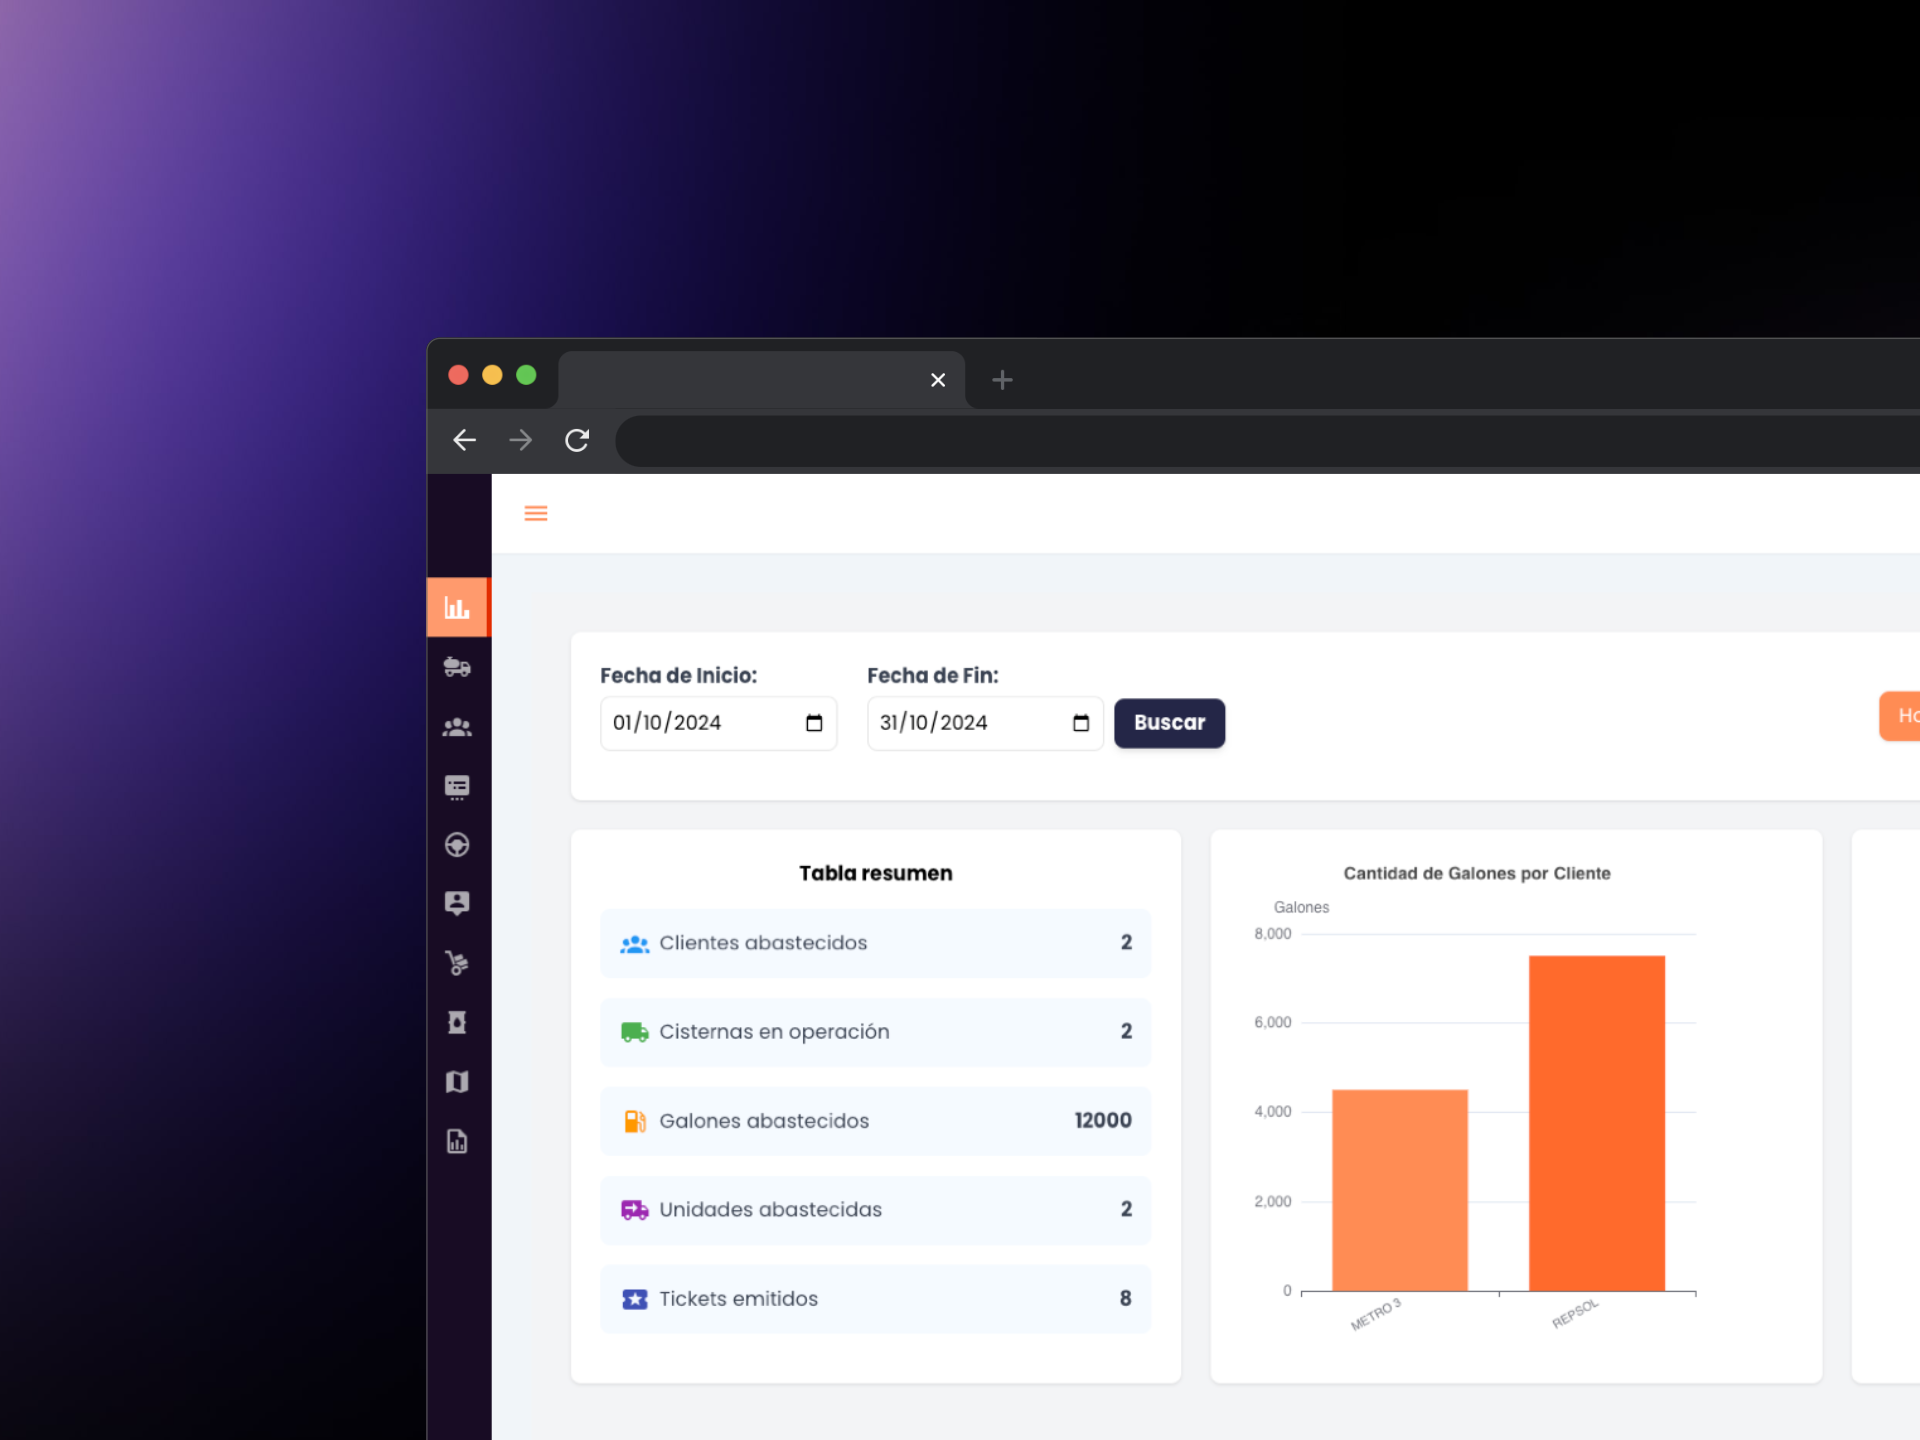 Fecha de Inicio:
Fecha de Fin:
01/10/2024
31/10/2024
Buscar
Tabla resumen
Clientes abastecidos 2
Cisternas en operación 2
Galones abastecidos 12000
Unidades abastecidas 2
Tickets emitidos 8
Cantidad de Galones por Cliente
Galones
8,000
6,000
4,000
2,000
0
METRO 3
REPSOL